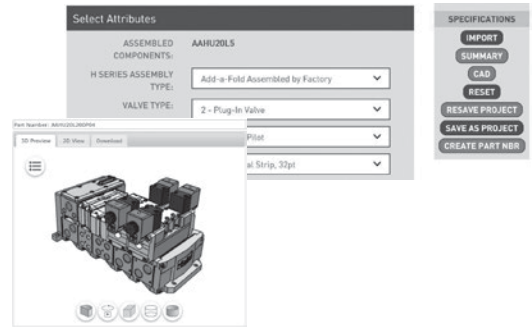 Select Attributes
ASSEMBLED COMPONENTS:
AAHU20L5
H SERIES ASSEMBLY TYPE:
Add-a-Fold Assembled by Factory
VALVE TYPE:
2 - Plug-In Valve
Pilot
al Strip, 32pt
3D Preview
2D View
Download
SPECIFICATIONS
IMPORT
SUMMARY
CAD
RESET
RESAVE PROJECT
SAVE AS PROJECT
CREATE PART NBR